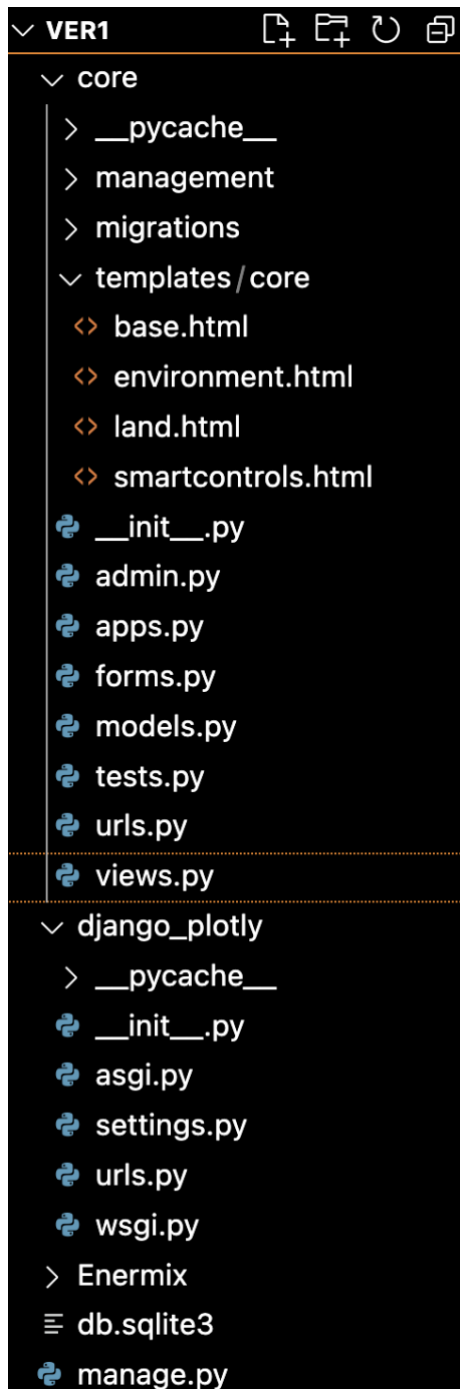 VER1
core
__pycache__
management
migrations
templates/core
base.html
environment.html
land.html
smartcontrols.html
__init__.py
admin.py
apps.py
forms.py
models.py
tests.py
urls.py
views.py
django_plotly
__pycache__
__init__.py
asgi.py
settings.py
urls.py
wsgi.py
Enermix
db.sqlite3
manage.py